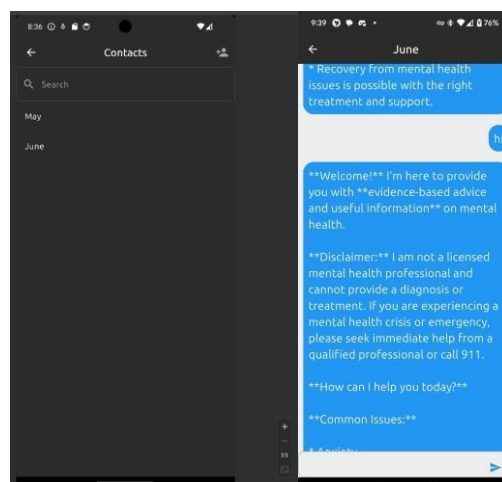 8:36
Contacts
Search
May
June
1:1
9:39
76%
June
* Recovery from mental health
issues is possible with the right
treatment and support.
hi
**Welcome!** I'm here to provide
you with **evidence-based advice
and useful information** on mental
health.
**Disclaimer:** I am not a licensed
mental health professional and
cannot provide a diagnosis or
treatment. If you are experiencing a
mental health crisis or emergency,
please seek immediate help from a
qualified professional or call 911.
**How can I help you today?**
**Common Issues:**
* Anxiety